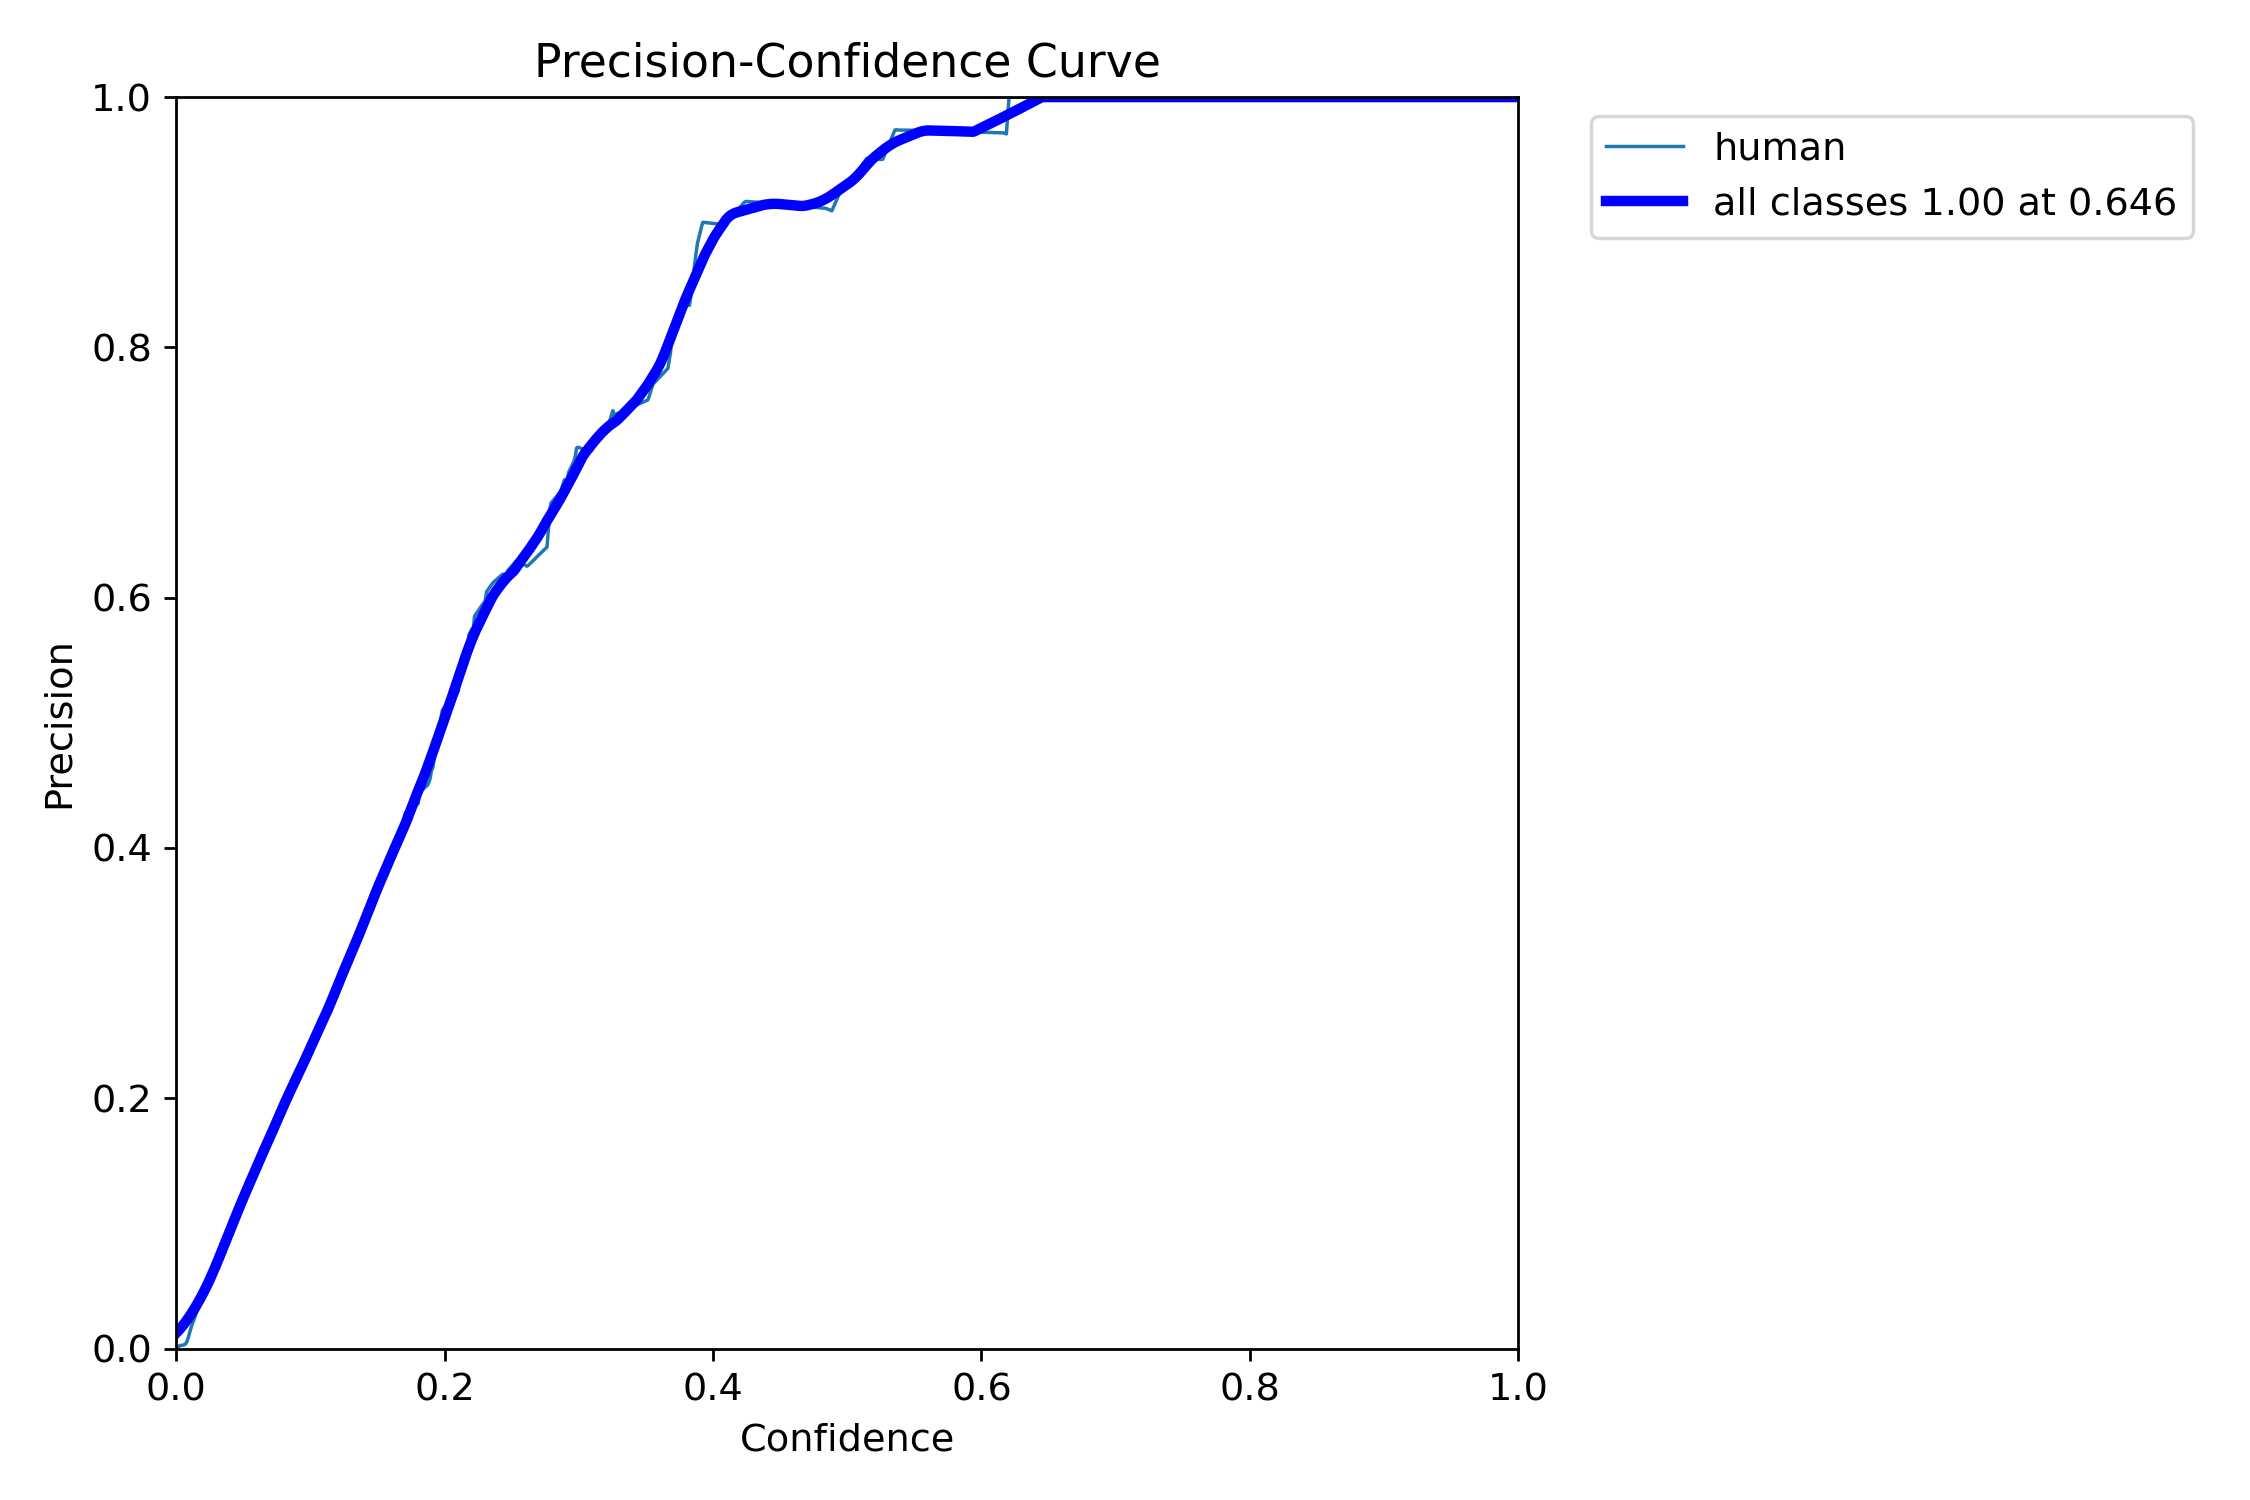 Precision-Confidence Curve
1.0
0.8
0.6
0.4
0.2
0.0
Precision
0.0 0.2 0.4 0.6 0.8 1.0
Confidence
human
all classes 1.00 at 0.646